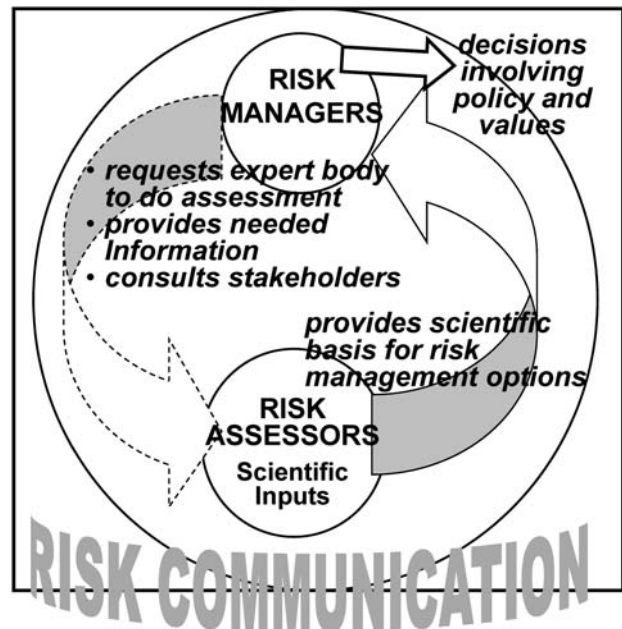 RISK
MANAGERS
decisions
involving
policy and
values
• requests expert body
to do assessment
• provides needed
Information
• consults stakeholders
provides scientific
basis for risk
management options
RISK
ASSESSORS
Scientific
Inputs
RISK COMMUNICATION